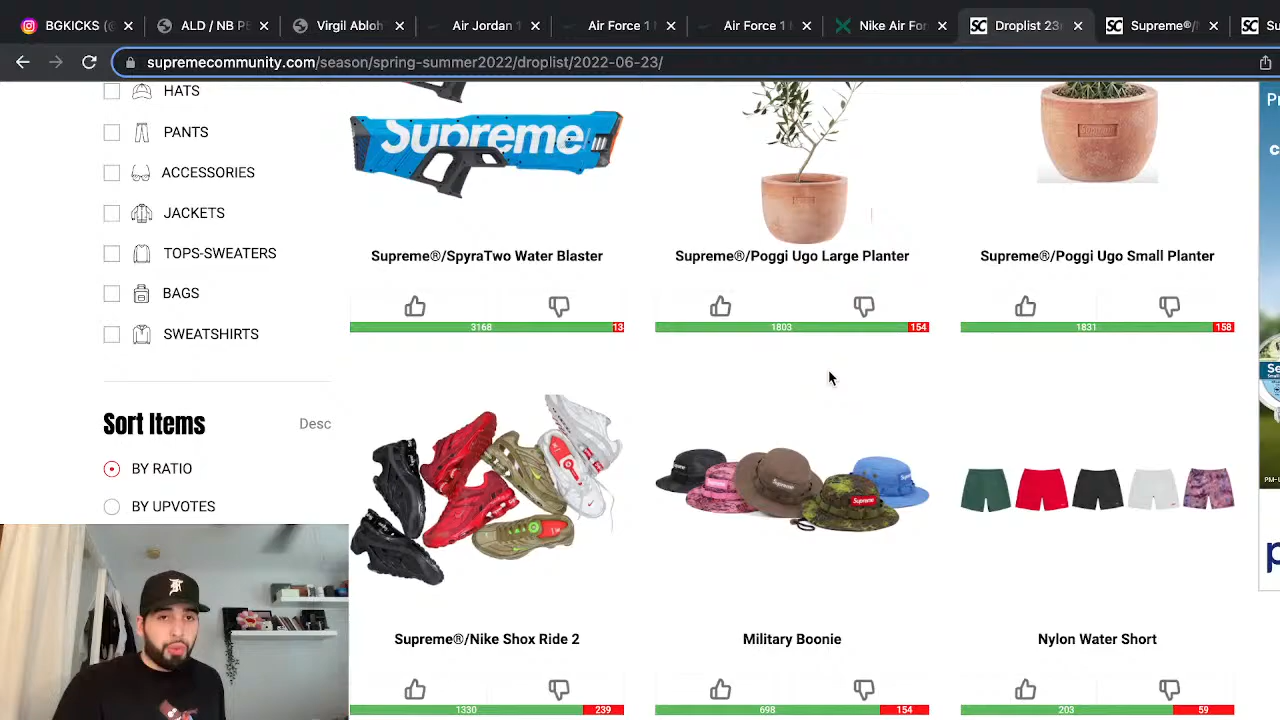 BGKICKS (
ALD / NB P
Virgil Abloh
Air Jordan 1
Air Force 1
Air Force 1
Nike Air For
Droplist 23
Supreme®/
Su
supremecommunity.com/season/spring-summer2022/droplist/2022-06-23/
HATS
PANTS
ACCESSORIES
JACKETS
TOPS-SWEATERS
BAGS
SWEATSHIRTS
Sort Items
Desc
BY RATIO
BY UPVOTES
Supreme
Supreme®/SpyraTwo Water Blaster
Supreme®/Poggi Ugo Large Planter
Supreme®/Poggi Ugo Small Planter
3168
13
1803
154
1831
158
Supreme®/Nike Shox Ride 2
Military Boonie
Nylon Water Short
1330
239
698
154
203
59